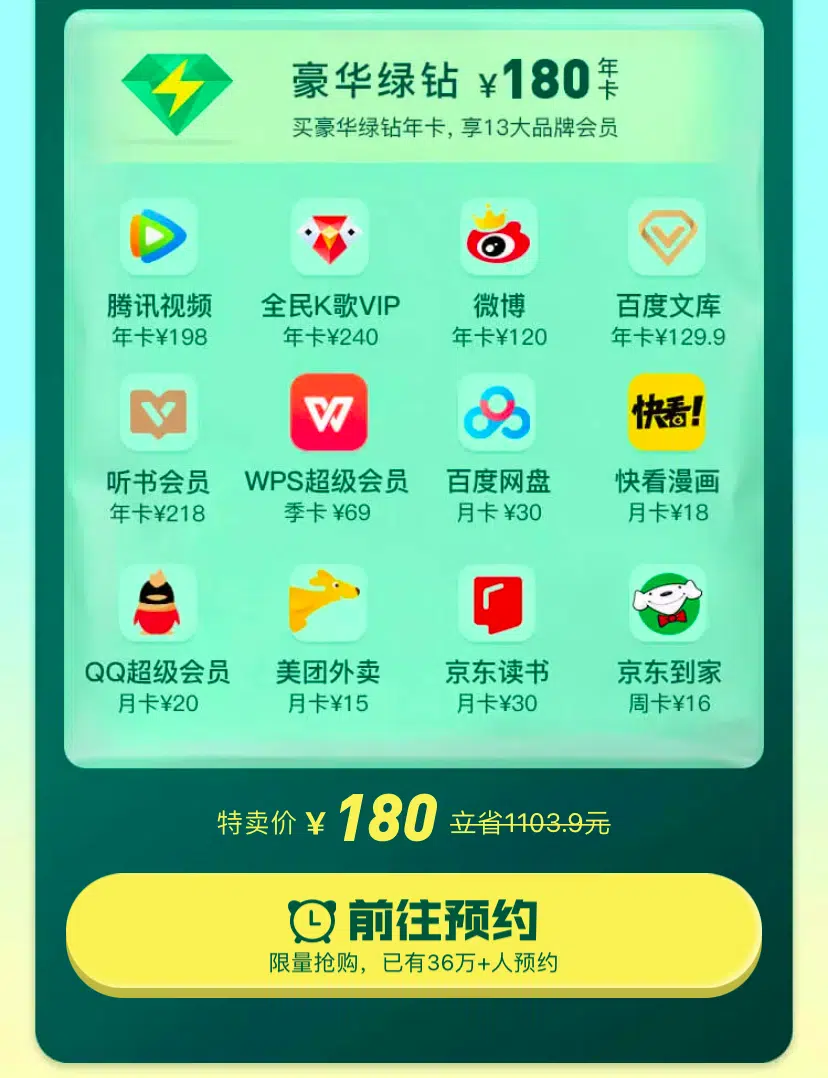 豪华绿钻 ¥180年卡
买豪华绿钻年卡, 享13大品牌会员
腾讯视频 全民K歌VIP 微博 百度文库
年卡¥198 年卡¥240 年卡¥120 年卡¥129.9
快看!
听书会员 WPS超级会员 百度网盘 快看漫画
年卡¥218 季卡 ¥69 月卡 ¥30 月卡¥18
QQ超级会员 美团外卖 京东读书 京东到家
月卡¥20 月卡¥15 月卡¥30 周卡¥16
特卖价 ¥ 180 立省1103.9元
前往预约
限量抢购，已有36万+人预约